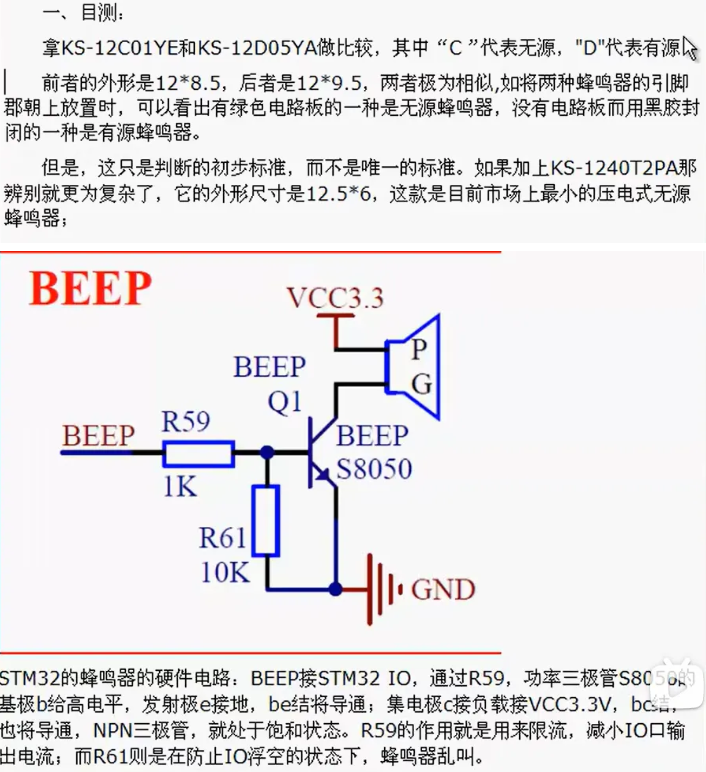 一、目测：
拿KS-12C01YE和KS-12D05YA做比较，其中“C”代表无源，"D"代表有源。
前者的外形是12*8.5，后者是12*9.5，两者极为相似,如将两种蜂鸣器的引脚
都朝上放置时，可以看出有绿色电路板的一种是无源蜂鸣器，没有电路板而用黑胶封
闭的一种是有源蜂鸣器。
但是，这只是判断的初步标准，而不是唯一的标准。如果加上KS-1240T2PA那
辨别就更为复杂了，它的外形尺寸是12.5*6，这款是目前市场上最小的压电式无源
蜂鸣器；
BEEP
VCC3.3
P
G
BEEP
Q1
BEEP
R59
1K
BEEP
S8050
R61
10K
GND
STM32的蜂鸣器的硬件电路：BEEP接STM32 IO，通过R59，功率三极管S8050的
基极b给高电平，发射极e接地，be结将导通；集电极c接负载接VCC3.3V，bc结，
也将导通，NPN三极管，就处于饱和状态。R59的作用就是用来限流，减小IO口输
出电流；而R61则是在防止IO浮空的状态下，蜂鸣器乱叫。